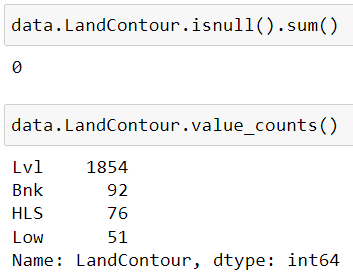 data.LandContour.isnull().sum()
0
data.LandContour.value_counts()
Lvl    1854
Bnk      92
HLS      76
Low      51
Name: LandContour, dtype: int64